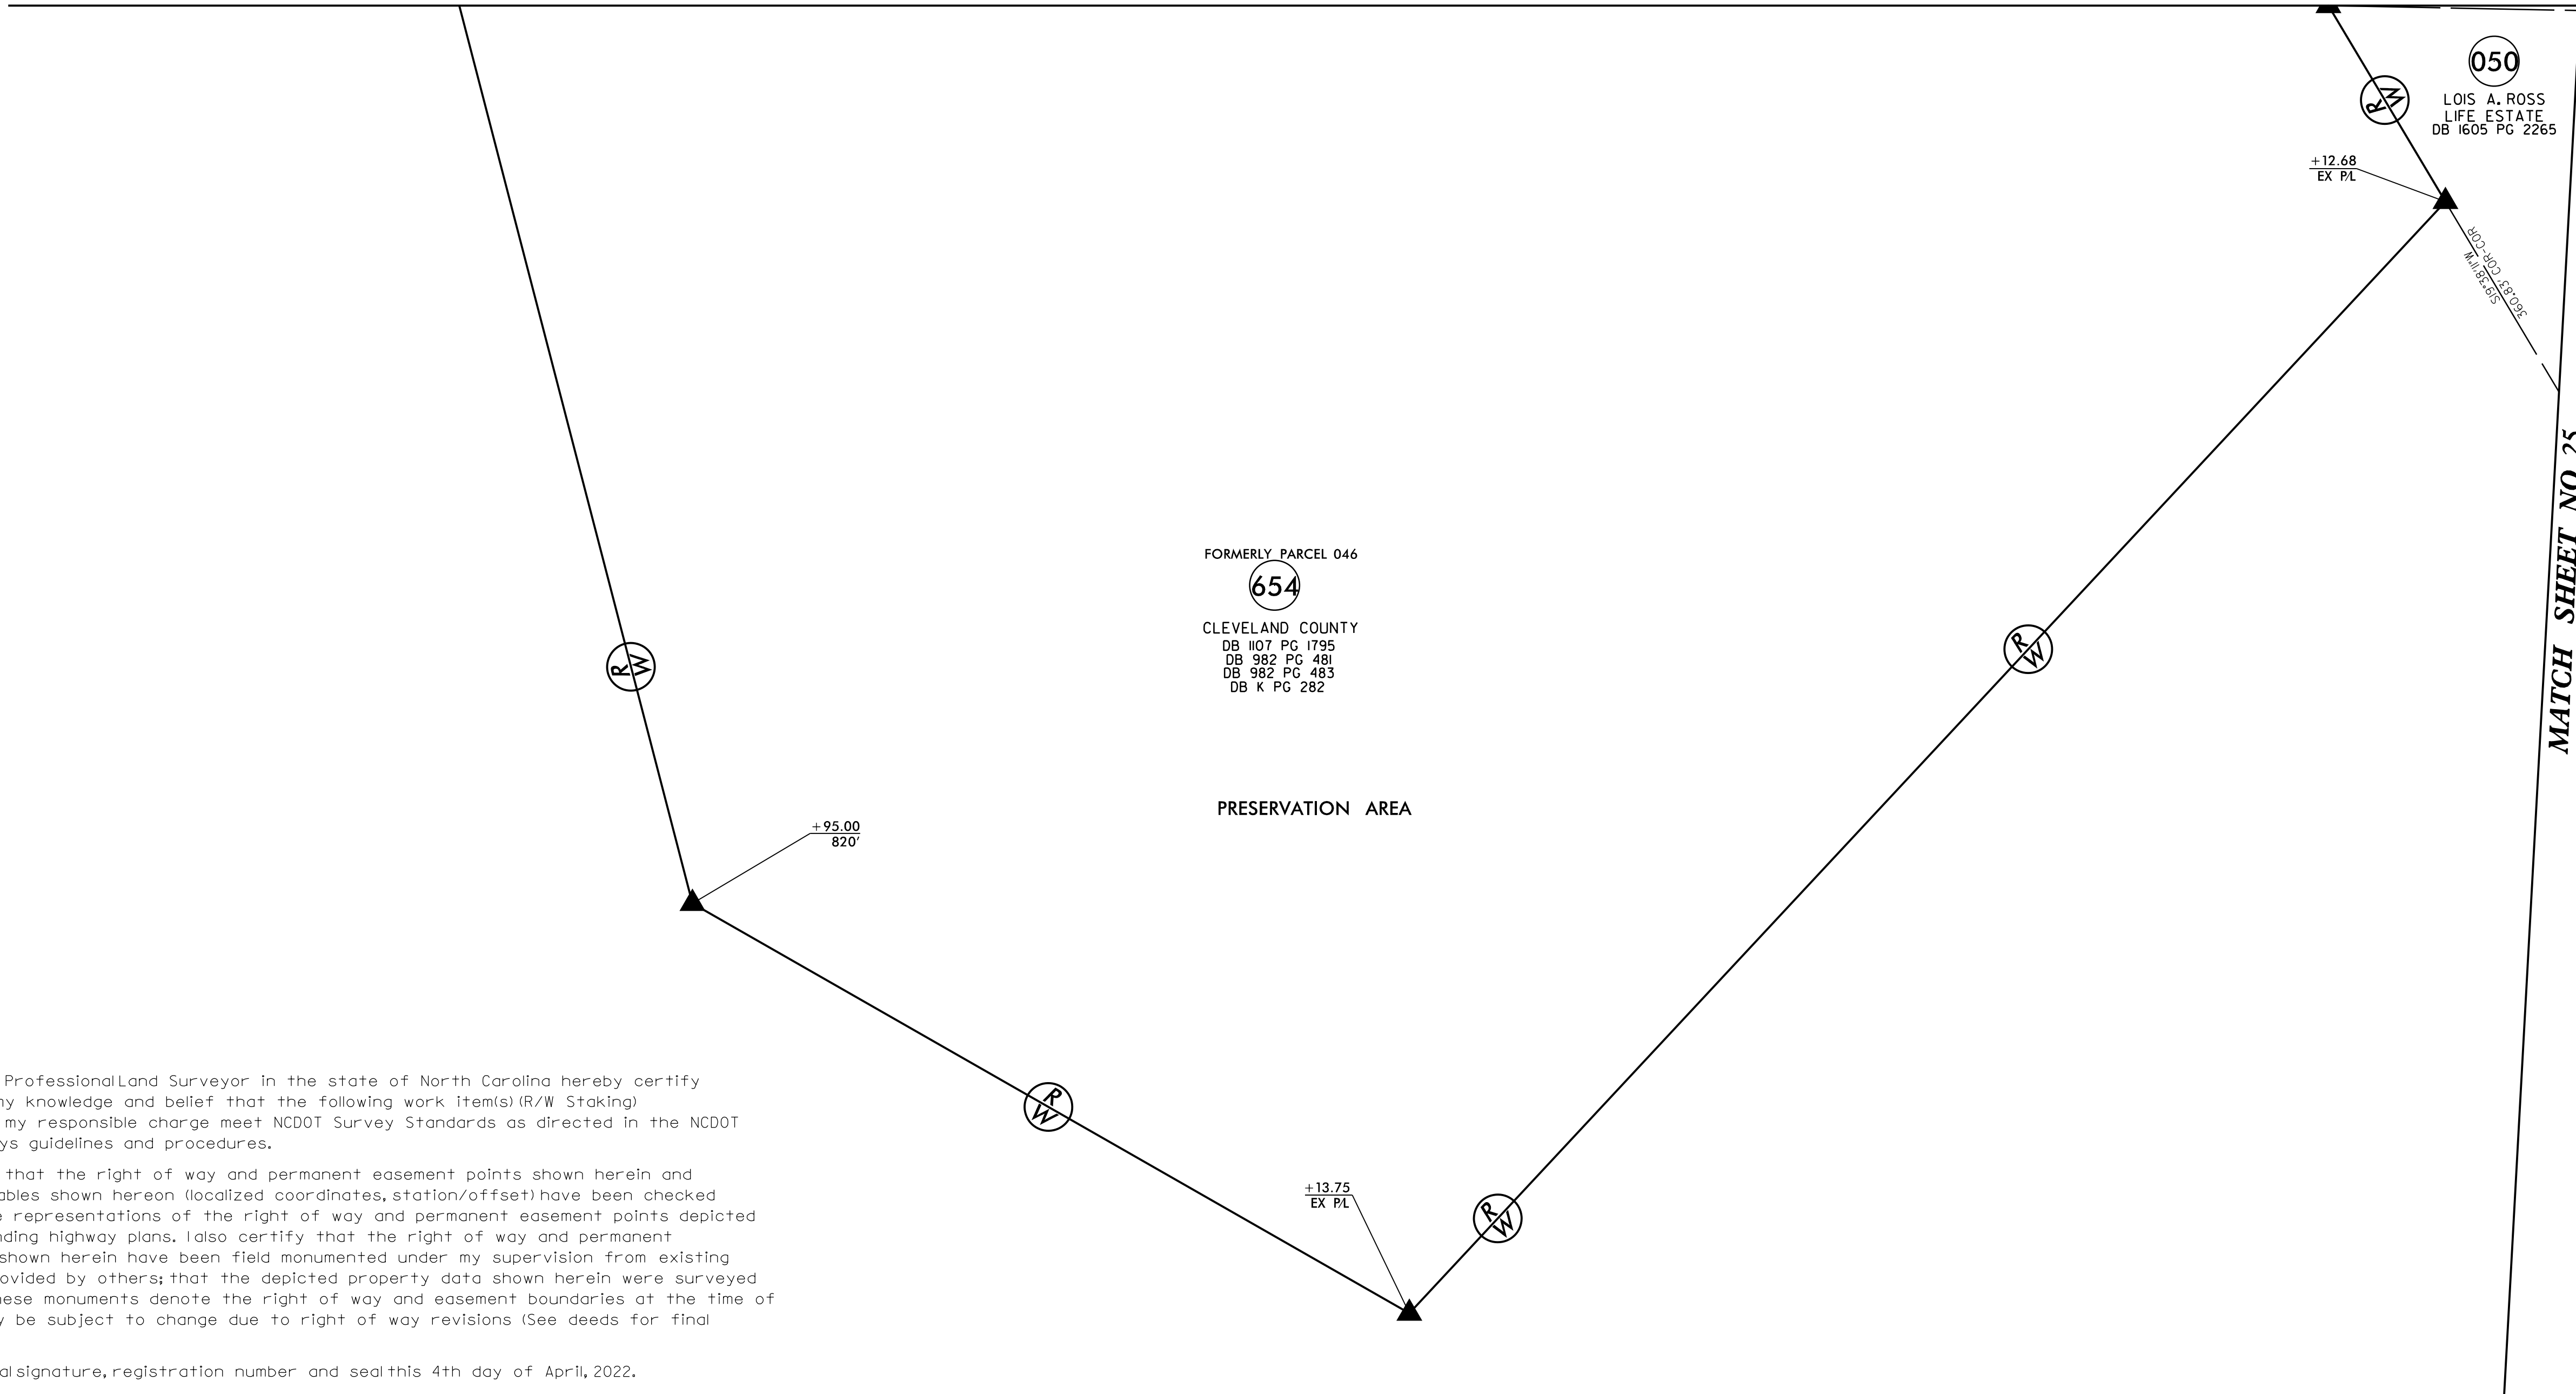 050
LOIS A. ROSS
LIFE ESTATE
DB 1605 PG 2265
R
W
+12.68
EX P/L
S19°38'11"W
360.83' COR-COR
MATCH SHEET NO 25
FORMERLY PARCEL 046
654
CLEVELAND COUNTY
DB 1107 PG 1795
DB 982 PG 481
DB 982 PG 483
DB K PG 282
R
W
R
W
PRESERVATION AREA
+95.00
820'
R
W
+13.75
EX P/L
R
W
Professional Land Surveyor in the state of North Carolina hereby certify
my knowledge and belief that the following work item(s) (R/W Staking)
my responsible charge meet NCDOT Survey Standards as directed in the NCDOT
ys guidelines and procedures.
that the right of way and permanent easement points shown herein and
ables shown hereon (localized coordinates, station/offset) have been checked
e representations of the right of way and permanent easement points depicted
nding highway plans. I also certify that the right of way and permanent
shown herein have been field monumented under my supervision from existing
ovided by others; that the depicted property data shown herein were surveyed
hese monuments denote the right of way and easement boundaries at the time of
y be subject to change due to right of way revisions (See deeds for final
al signature, registration number and seal this 4th day of April, 2022.